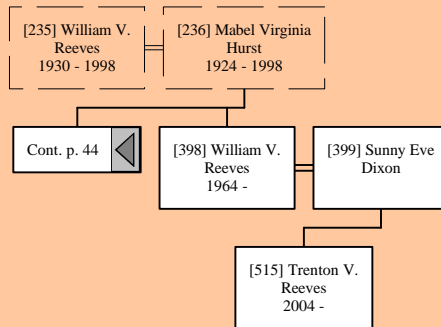 [235] William V.
Reeves
1930 - 1998
[236] Mabel Virginia
Hurst
1924 - 1998
Cont. p. 44
[398] William V.
Reeves
1964 -
[399] Sunny Eve
Dixon
[515] Trenton V.
Reeves
2004 -